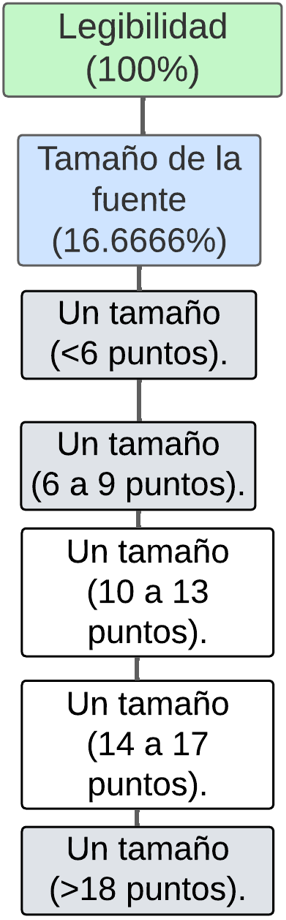 Legibilidad
(100%)
Tamaño de la
fuente
(16.6666%)
Un tamaño
(<6 puntos).
Un tamaño
(6 a 9 puntos).
Un tamaño
(10 a 13
puntos).
Un tamaño
(14 a 17
puntos).
Un tamaño
(>18 puntos).